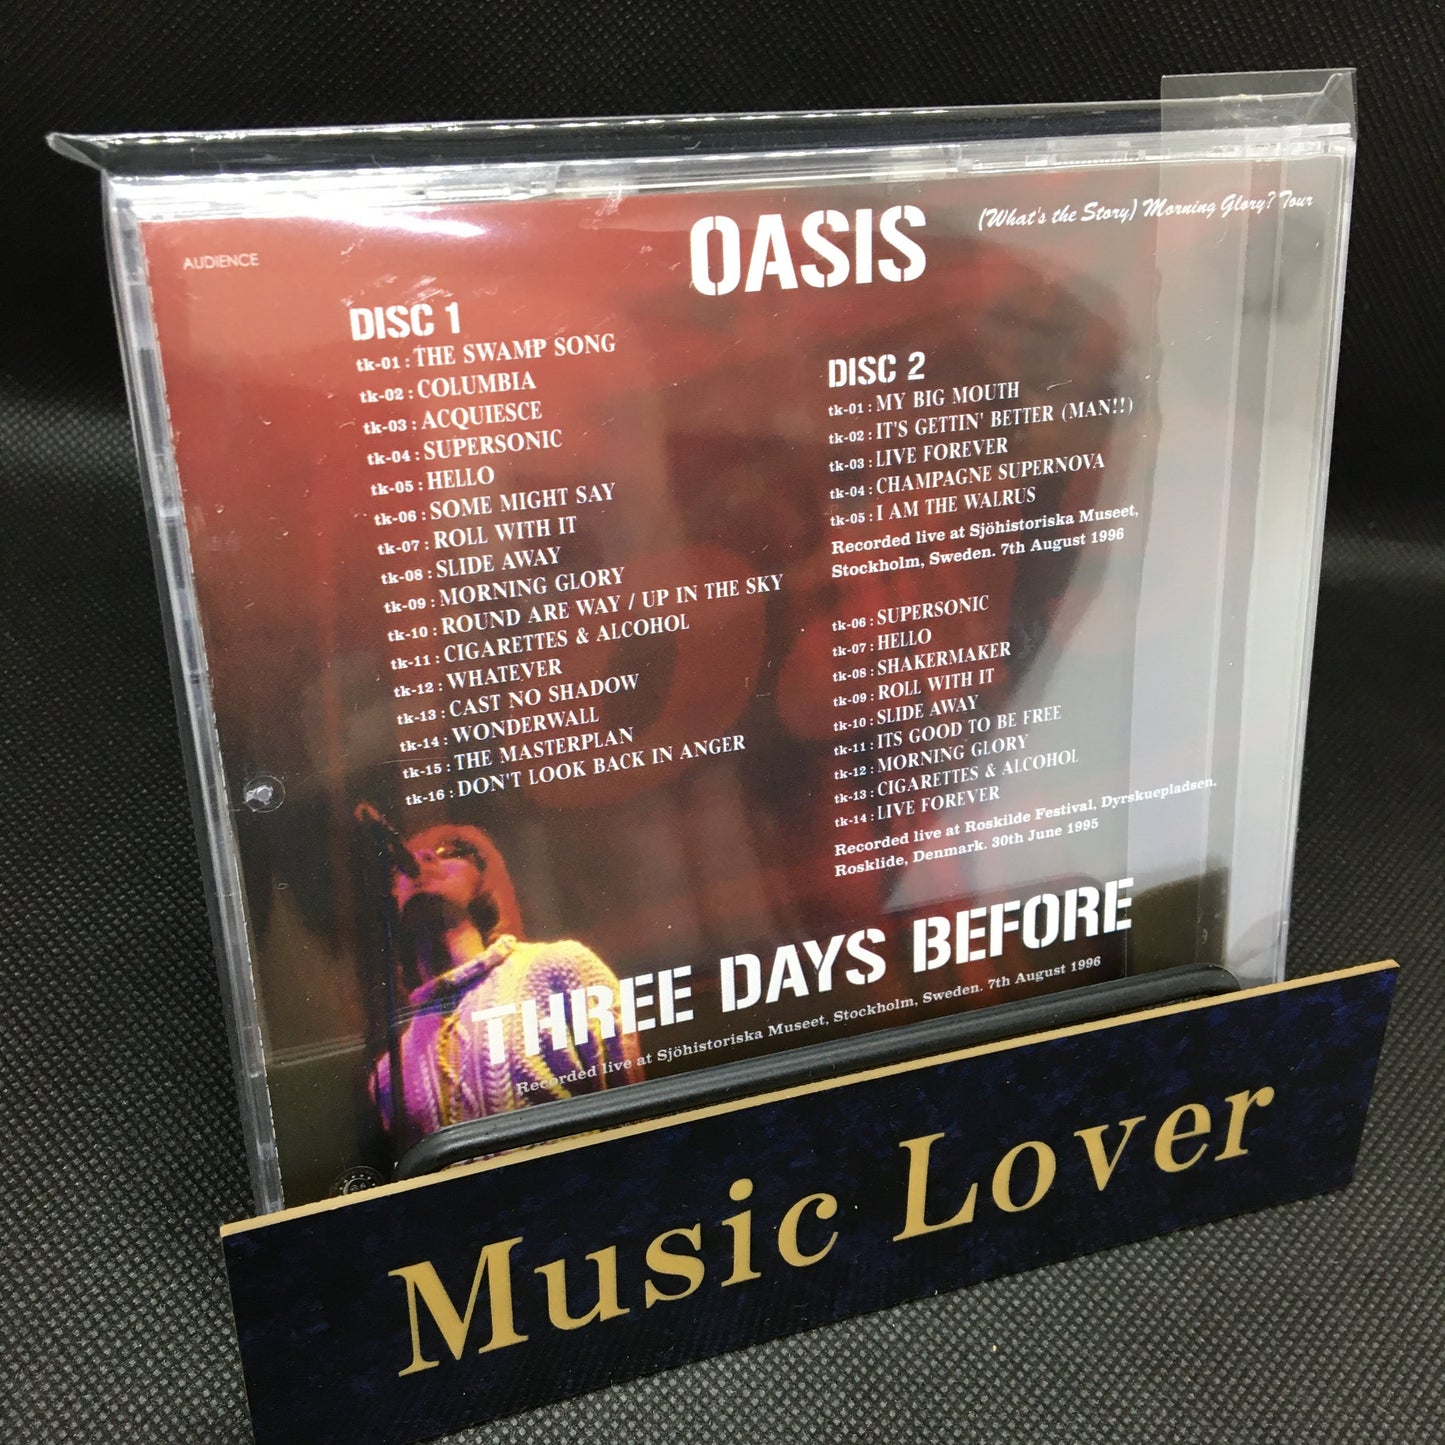 AUDIENCE
OASIS
(What's the Story) Morning Glory? Tour
DISC 1
tk-01 : THE SWAMP SONG
tk-02 : COLUMBIA
tk-03 : ACQUIESCE
tk-04 : SUPERSONIC
tk-05 : HELLO
tk-06 : SOME MIGHT SAY
tk-07 : ROLL WITH IT
tk-08 : SLIDE AWAY
tk-09 : MORNING GLORY
tk-10 : ROUND ARE WAY / UP IN THE SKY
tk-11 : CIGARETTES & ALCOHOL
tk-12 : WHATEVER
tk-13 : CAST NO SHADOW
tk-14 : WONDERWALL
tk-15 : THE MASTERPLAN
tk-16 : DON'T LOOK BACK IN ANGER
DISC 2
tk-01 : MY BIG MOUTH
tk-02 : IT'S GETTIN' BETTER (MAN!!)
tk-03 : LIVE FOREVER
tk-04 : CHAMPAGNE SUPERNOVA
tk-05 : I AM THE WALRUS
Recorded live at Sjöhistoriska Museet,
Stockholm, Sweden. 7th August 1996
tk-06 : SUPERSONIC
tk-07 : HELLO
tk-08 : SHAKERMAKER
tk-09 : ROLL WITH IT
tk-10 : SLIDE AWAY
tk-11 : ITS GOOD TO BE FREE
tk-12 : MORNING GLORY
tk-13 : CIGARETTES & ALCOHOL
tk-14 : LIVE FOREVER
Recorded live at Roskilde Festival, Dyrskuepladsen.
Rosklide, Denmark. 30th June 1995
THREE DAYS BEFORE
Recorded live at Sjöhistoriska Museet, Stockholm, Sweden. 7th August 1996
Music Lover